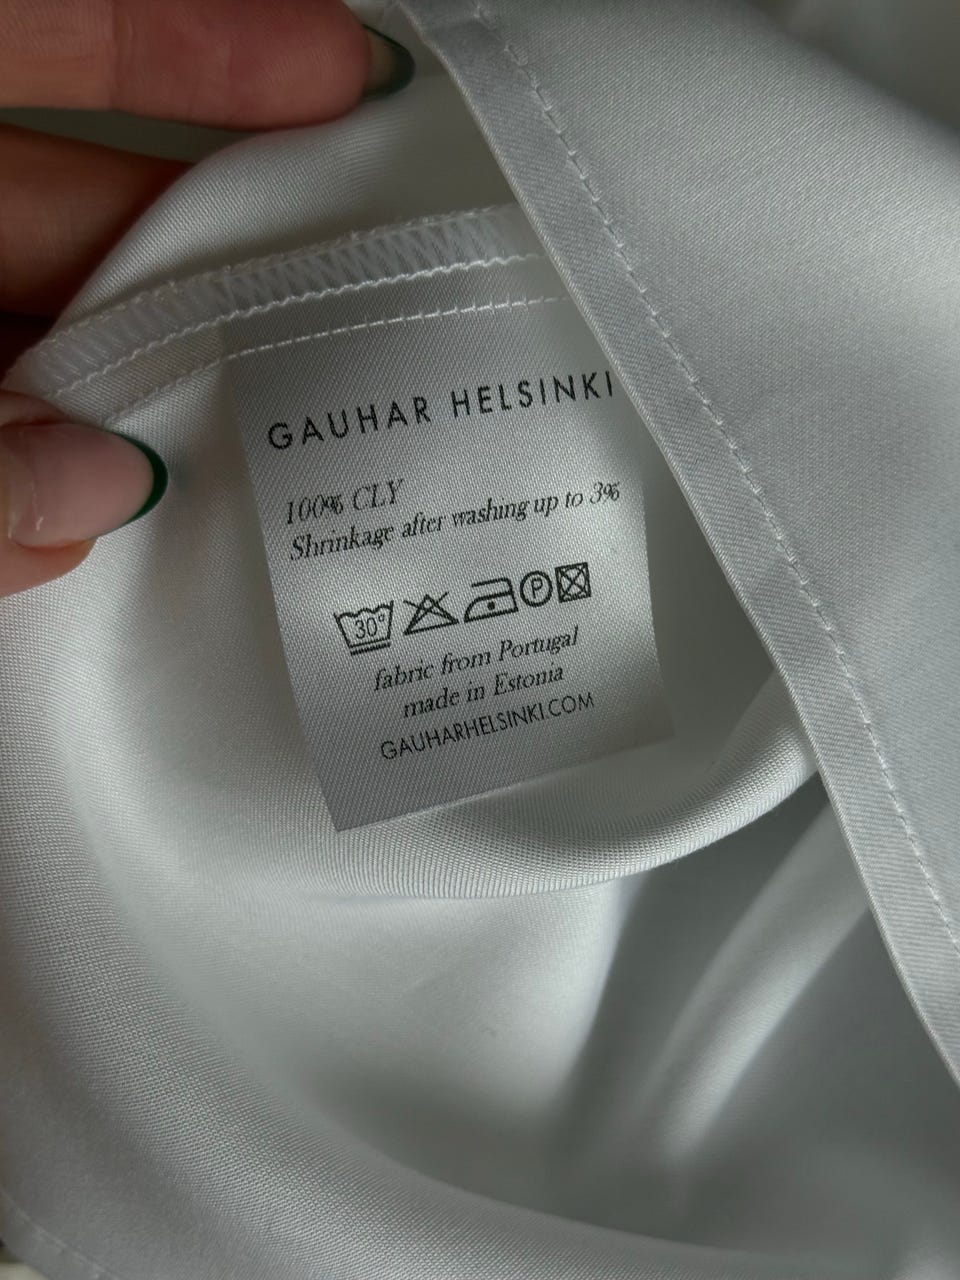 GAUHAR HELSINKI
100% CLY
Shrinkage after washing up to 3%
30° P
fabric from Portugal
made in Estonia
GAUHARHELSINKI.COM